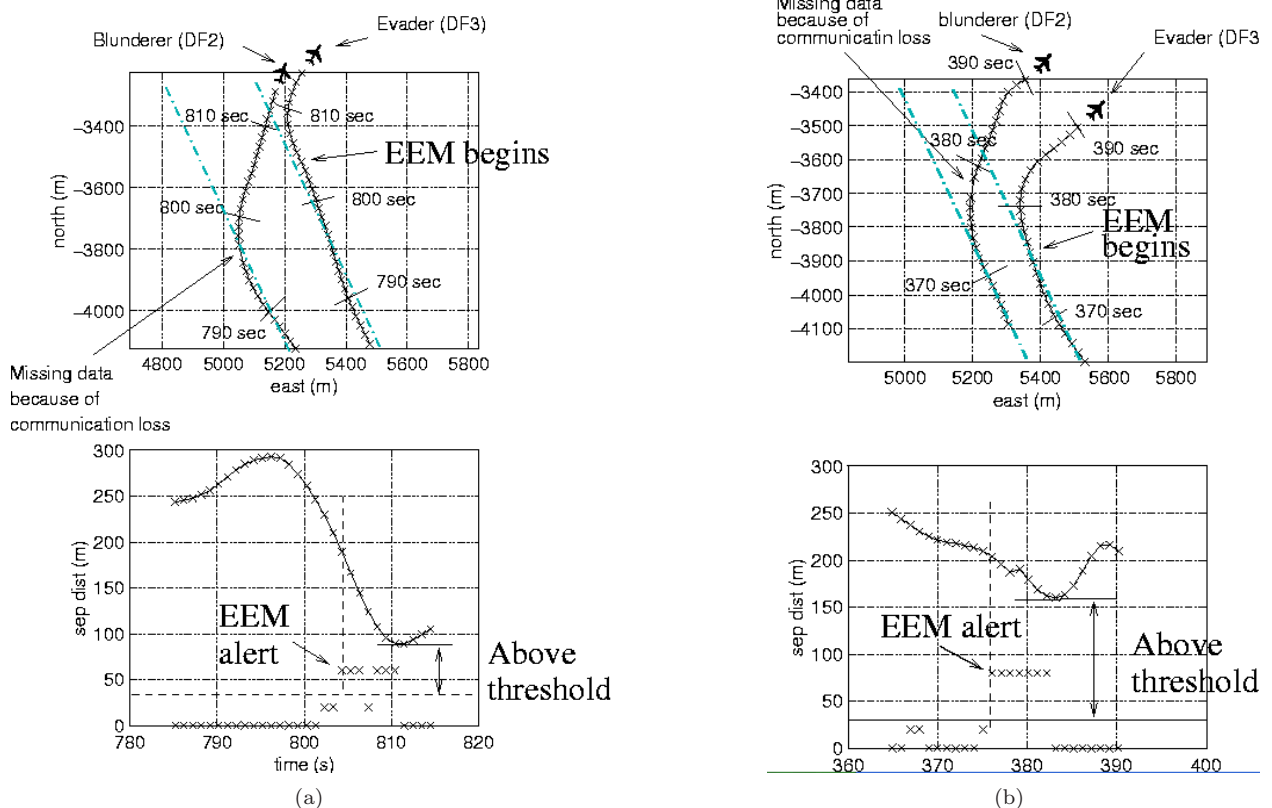 Blunderer (DF2)
Evader (DF3)
810 sec
810 sec
EEM begins
800 sec
800 sec
790 sec
790 sec
−3400
−3600
−3800
−4000
north (m)
4800 5000 5200 5400 5600 5800
east (m)
Missing data
because of
communication loss
300
250
200
150
100
50
0
sep dist (m)
EEM
alert
Above
threshold
780 790 800 810 820
time (s)
(a)
Missing data
because of
communicatin loss
blunderer (DF2)
Evader (DF3
390 sec
390 sec
380 sec
380 sec
EEM
begins
370 sec
370 sec
−3400
−3500
−3600
−3700
−3800
−3900
−4000
−4100
north (m)
5000 5200 5400 5600 5800
east (m)
300
250
200
150
100
50
0
sep dist (m)
EEM alert
Above
threshold
360 370 380 390 400
(b)